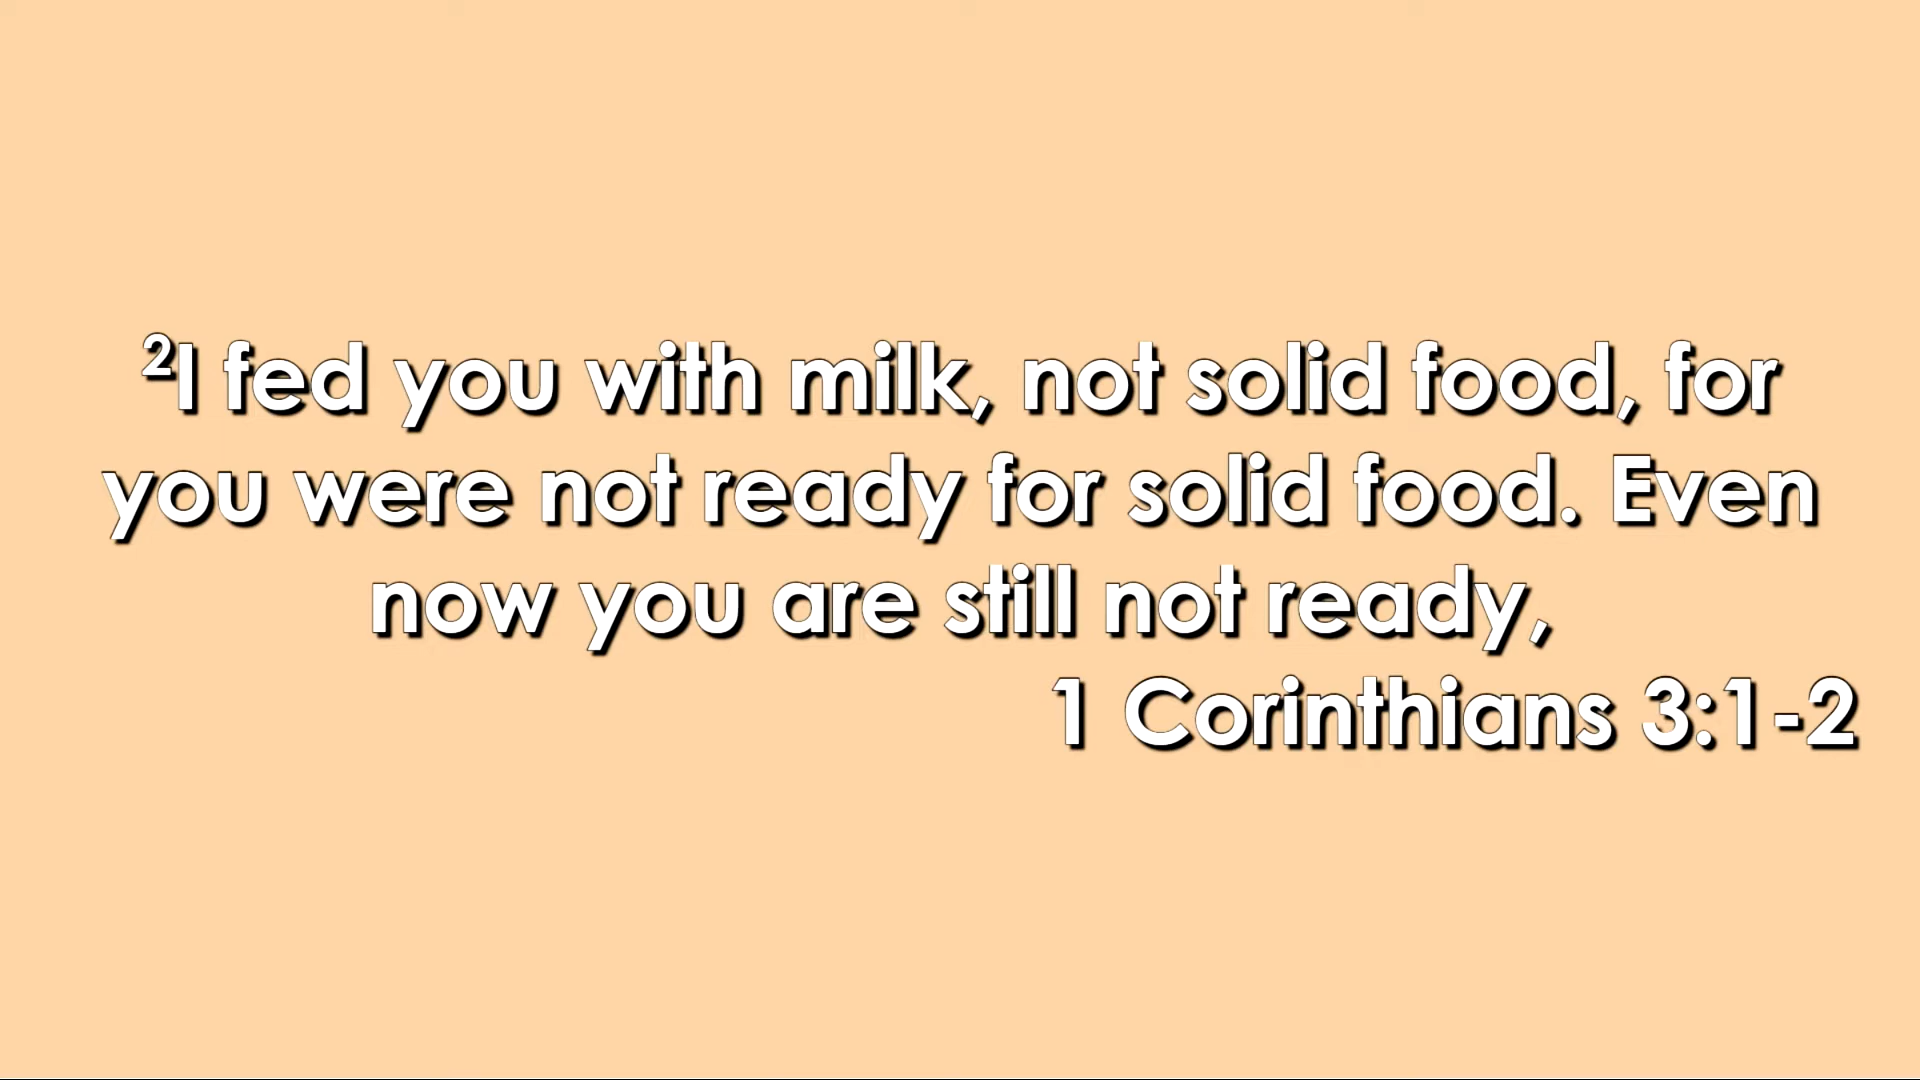 ²I fed you with milk, not solid food, for
you were not ready for solid food. Even
now you are still not ready,
1 Corinthians 3:1-2